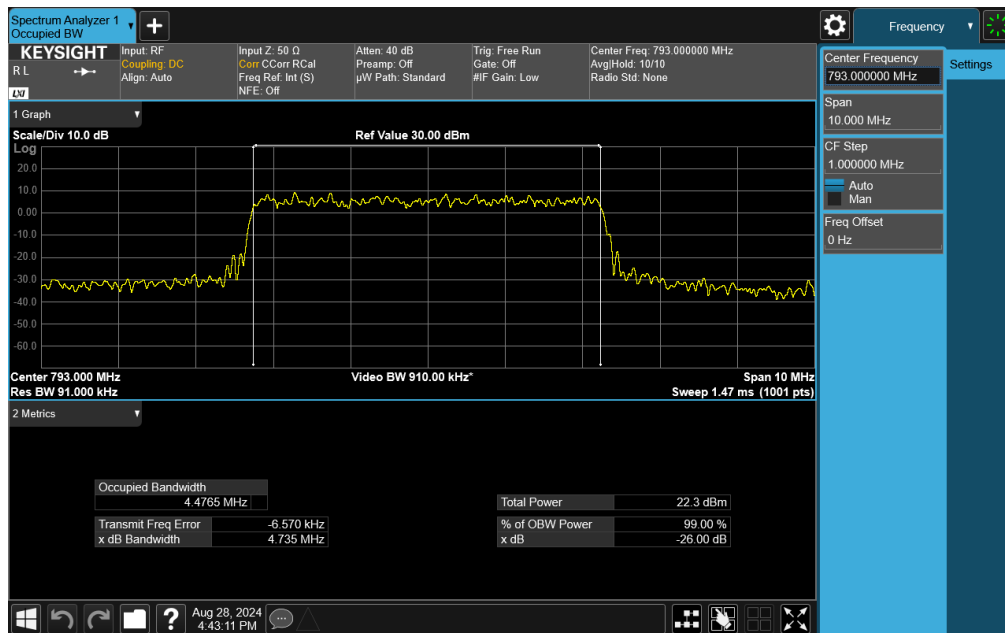 Spectrum Analyzer 1
Occupied BW
Frequency
KEYSIGHT
R L
LXI
Input: RF
Coupling: DC
Align: Auto
Input Z: 50 Ω
Corr CCorr RCal
Freq Ref: Int (S)
NFE: Off
Atten: 40 dB
Preamp: Off
µW Path: Standard
Trig: Free Run
Gate: Off
#IF Gain: Low
Center Freq: 793.000000 MHz
Avg|Hold: 10/10
Radio Std: None
Center Frequency
793.000000 MHz
Settings
Span
10.000 MHz
CF Step
1.000000 MHz
Auto
Man
Freq Offset
0 Hz
1 Graph
Scale/Div 10.0 dB
Ref Value 30.00 dBm
Log
20.0
10.0
0.00
-10.0
-20.0
-30.0
-40.0
-50.0
-60.0
Center 793.000 MHz
Video BW 910.00 kHz*
Span 10 MHz
Res BW 91.000 kHz
Sweep 1.47 ms (1001 pts)
2 Metrics
Occupied Bandwidth
4.4765 MHz
Total Power 22.3 dBm
Transmit Freq Error -6.570 kHz
% of OBW Power 99.00 %
x dB Bandwidth 4.735 MHz
x dB -26.00 dB
Aug 28, 2024
4:43:11 PM